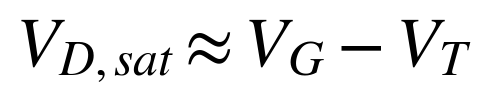 V_{D, sat} ≈ V_G − V_T